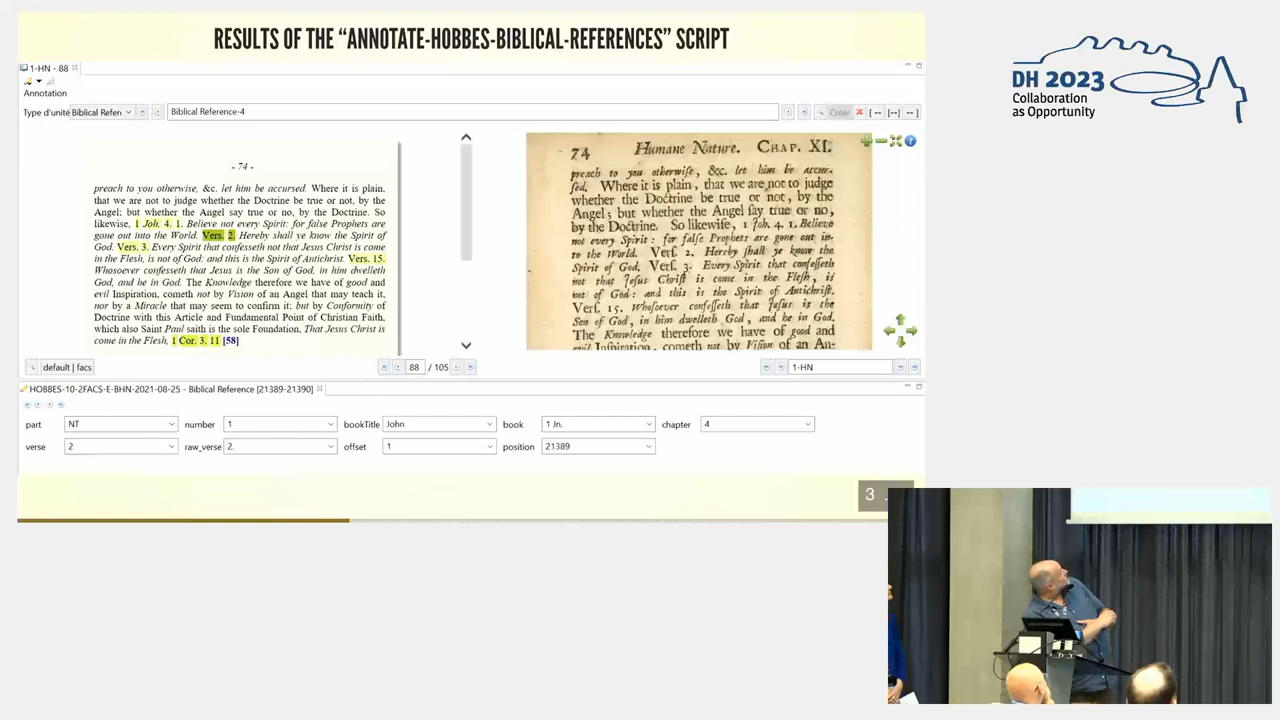 RESULTS OF THE “ANNOTATE-HOBBES-BIBLICAL-REFERENCES” SCRIPT
1-HN - 88
Annotation
Type d'unité Biblical Refer Biblical Reference-4 Créer
- 74 -
preach to you otherwise, &c. let him be accursed. Where it is plain,
that we are not to judge whether the Doctrine be true or not, by the
Angel; but whether the Angel say true or no, by the Doctrine. So
likewise, 1 Joh. 4. 1. Believe not every Spirit: for false Prophets are
gone out into the World. Vers. 2. Hereby shall ye know the Spirit of
God. Vers. 3. Every Spirit that confesseth not that Jesus Christ is come
in the Flesh, is not of God: and this is the Spirit of Antichrist. Vers. 15.
Whosoever confesseth that Jesus is the Son of God, in him dwelleth
God, and he in God. The Knowledge therefore we have of good and
evil Inspiration, cometh not by Vision of an Angel that may teach it,
nor by a Miracle that may seem to confirm it; but by Conformity of
Doctrine with this Article and Fundamental Point of Christian Faith,
which also Saint Paul saith is the sole Foundation, That Jesus Christ is
come in the Flesh, 1 Cor. 3. 11 [58]
74 Humane Nature. CHAP. XI.
preach to you otherwise, &c. let him be accur-
sed. Where it is plain, that we are not to judge
whether the Doctrine be true or not, by the
Angel; but whether the Angel ſay true or no,
by the Doctrine. So likewiſe, 1 Joh. 4. 1. Believe
not every Spirit: for falſe Prophets are gone out in-
to the World. Verſ. 2. Hereby ſhall ye know the
Spirit of God. Verſ. 3. Every Spirit that confeſſeth
not that Jeſus Chriſt is come in the Fleſh, is
not of God: and this is the Spirit of Antichriſt.
Verſ. 15. Whoſoever confeſſeth that Jeſus is the
Son of God, in him dwelleth God, and he in God.
The Knowledge therefore we have of good and
evil Inſpiration, cometh not by Viſion of an An-
default | facs 88 / 105 1-HN
HOBBES-10-2FACS-E-BHN-2021-08-25 - Biblical Reference [21389-21390]
part NT number 1 bookTitle John book 1 Jn. chapter 4
verse 2 raw_verse 2. offset 1 position 21389
3 .
DH 2023
Collaboration
as Opportunity